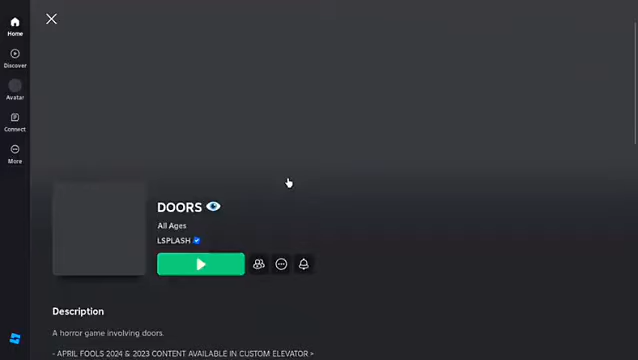 Home
Discover
Avatar
Connect
More
DOORS 👁
All Ages
LSPLASH
Description
A horror game involving doors.
- APRIL FOOLS 2024 & 2023 CONTENT AVAILABLE IN CUSTOM ELEVATOR >